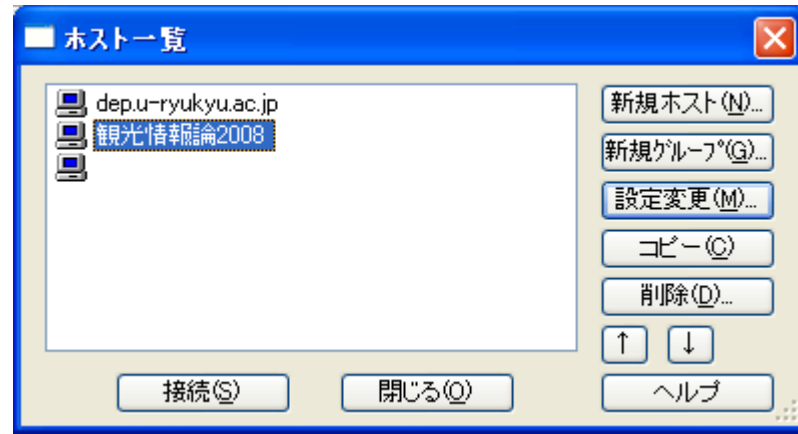 ホスト一覧
dep.u-ryukyu.ac.jp
観光情報論2008
新規ホスト(N)...
新規グループ(G)...
設定変更(M)...
コピー(C)
削除(D)...
↑ ↓
接続(S) 閉じる(O) ヘルプ